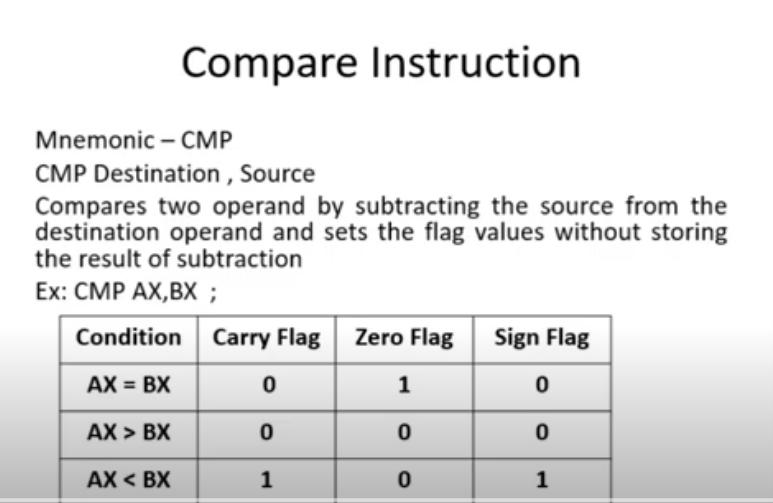 Compare Instruction
Mnemonic – CMP
CMP Destination , Source
Compares two operand by subtracting the source from the
destination operand and sets the flag values without storing
the result of subtraction
Ex: CMP AX,BX ;
Condition Carry Flag Zero Flag Sign Flag
AX = BX 0 1 0
AX > BX 0 0 0
AX < BX 1 0 1